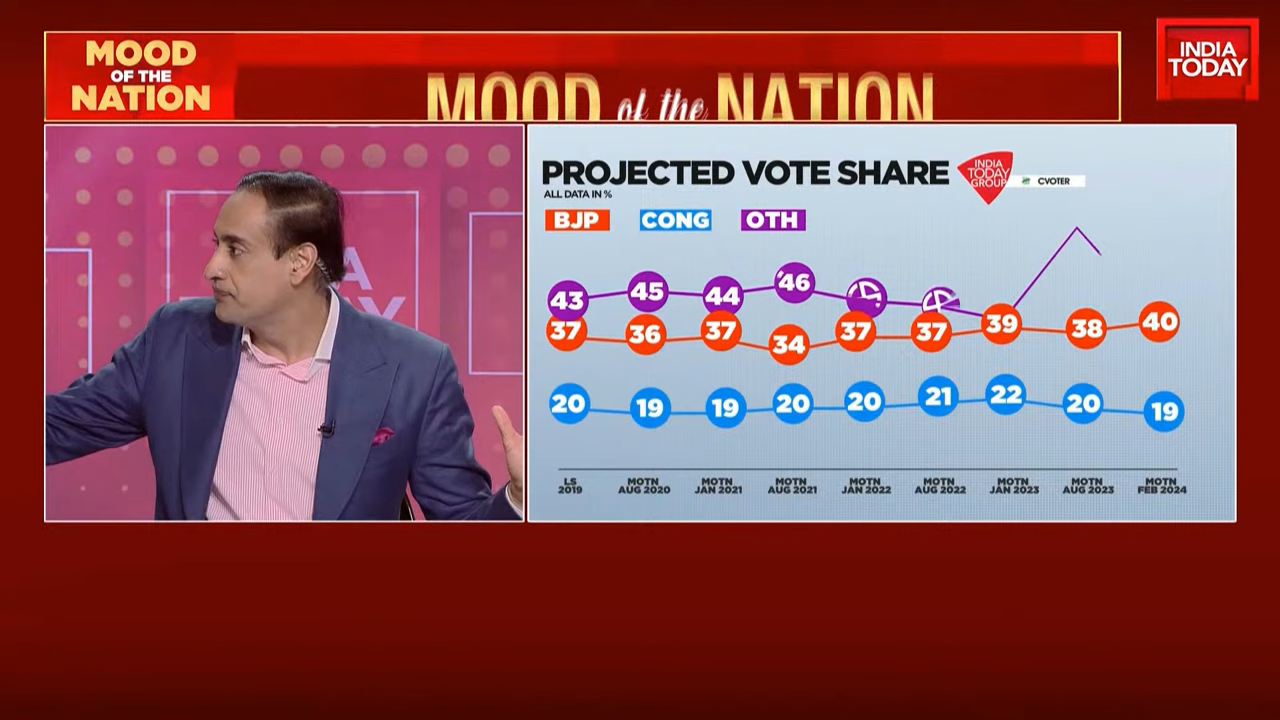 MOOD
OF THE
NATION
MOOD of the NATION
INDIA
TODAY
PROJECTED VOTE SHARE
INDIA
TODAY
GROUP
CVOTER
ALL DATA IN %
BJP CONG OTH
43 45 44 46
37 36 37 34 37 37 39 38 40
20 19 19 20 20 21 22 20 19
LS
2019
MOTN
AUG 2020
MOTN
JAN 2021
MOTN
AUG 2021
MOTN
JAN 2022
MOTN
AUG 2022
MOTN
JAN 2023
MOTN
AUG 2023
MOTN
FEB 2024